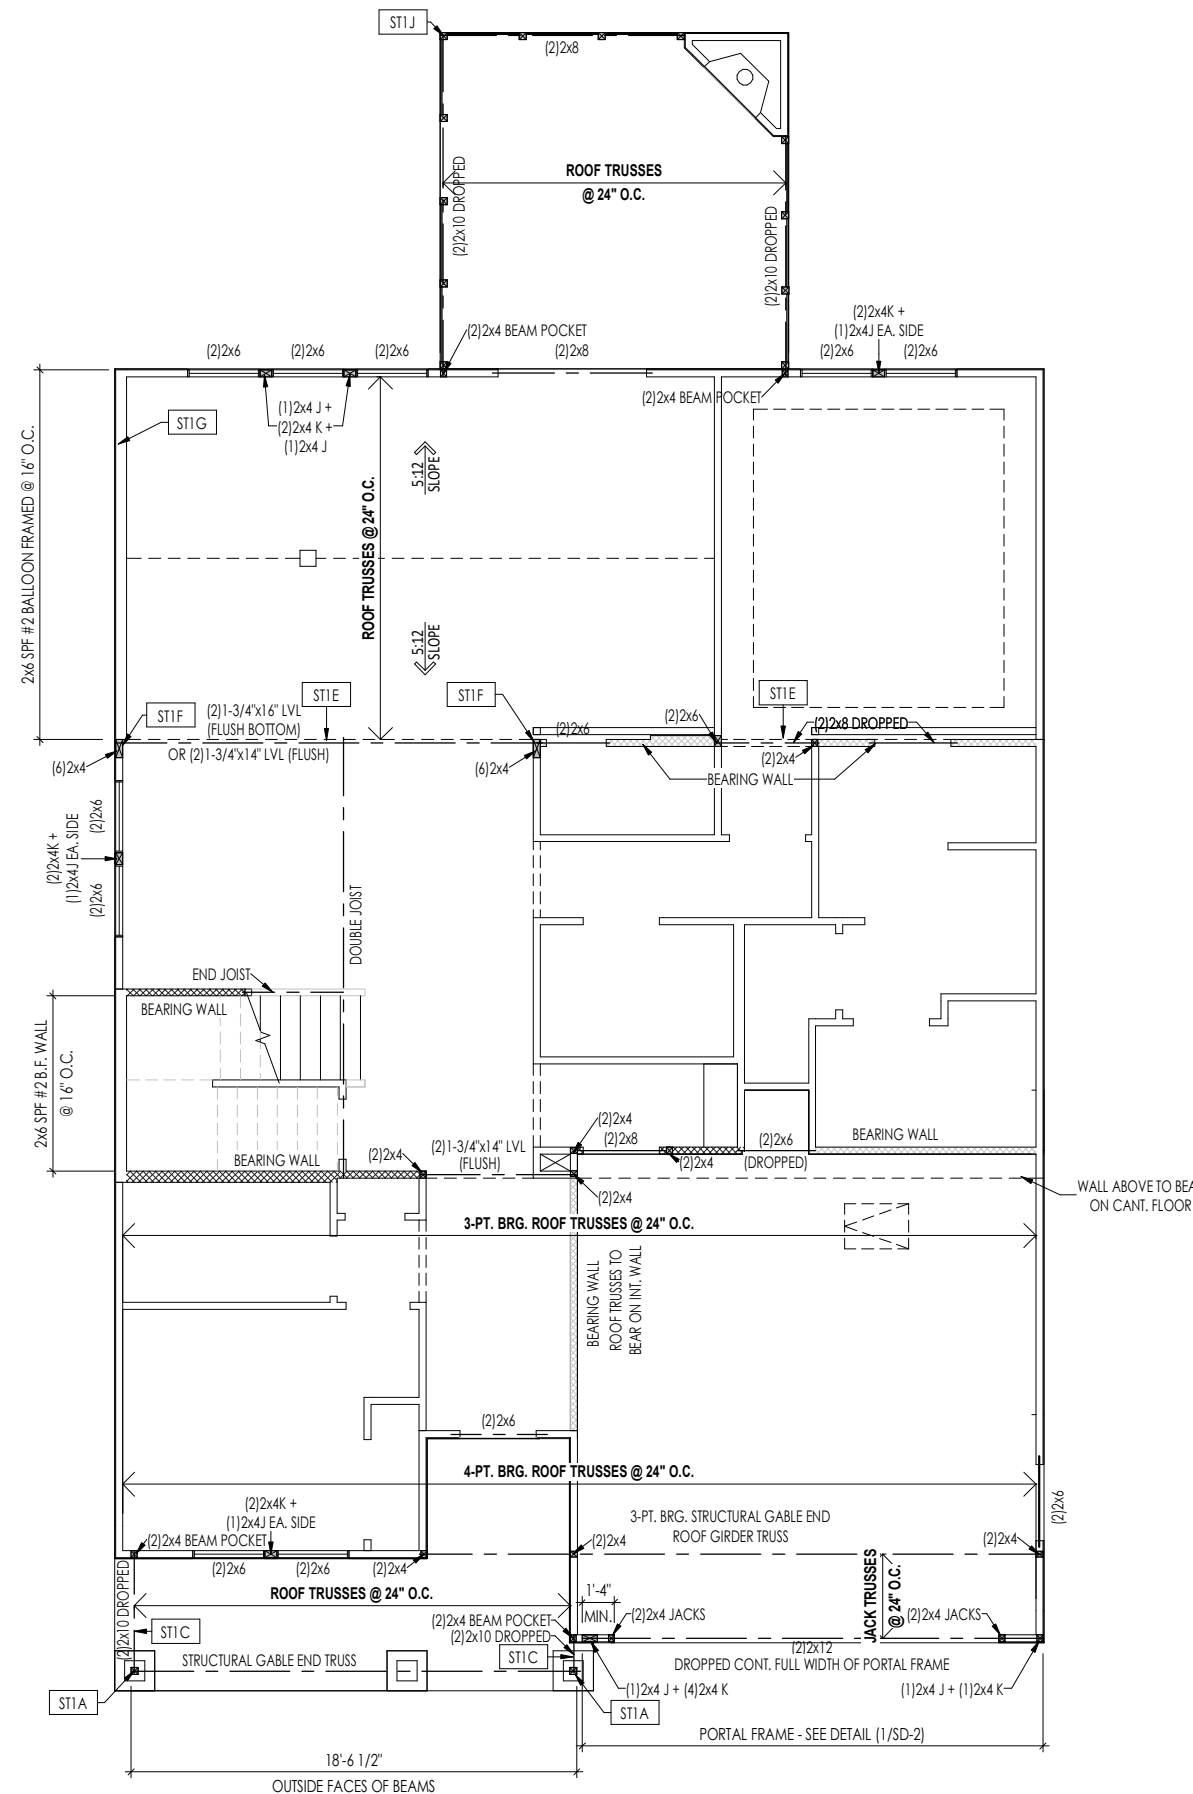 ST1J
(2)2x8
ROOF TRUSSES
@ 24" O.C.
(2)2x10 DROPPED
(2)2x10 DROPPED
(2)2x4 BEAM POCKET
(2)2x4K +
(1)2x4J EA. SIDE
(2)2x6
(2)2x6
(2)2x6
(2)2x8
(2)2x6
(2)2x6
(2)2x4 BEAM POCKET
(1)2x4 J +
(2)2x4 K +
(1)2x4 J
ST1G
2x6 SPF #2 BALLOON FRAMED @ 16" O.C.
5:12
SLOPE
ROOF TRUSSES @ 24" O.C.
5:12
SLOPE
ST1E
ST1F
ST1E
ST1F
(2)1-3/4"x16" LVL
(FLUSH BOTTOM)
OR (2)1-3/4"x14" LVL (FLUSH)
(2)2x6
(2)2x6
(2)2x8 DROPPED
(6)2x4
(6)2x4
(2)2x4
BEARING WALL
(2)2x6
(2)2x4K +
(1)2x4J EA. SIDE
(2)2x6
DOUBLE JOIST
END JOIST
BEARING WALL
2x6 SPF #2 B.F. WALL
@ 16" O.C.
BEARING WALL
(2)2x4
(2)1-3/4"x14" LVL
(FLUSH)
(2)2x4
(2)2x8
(2)2x4
(2)2x6
(DROPPED)
BEARING WALL
(2)2x4
WALL ABOVE TO BEA
ON CANT. FLOOR
3-PT. BRG. ROOF TRUSSES @ 24" O.C.
BEARING WALL
ROOF TRUSSES TO
BEAR ON INT. WALL
(2)2x6
4-PT. BRG. ROOF TRUSSES @ 24" O.C.
(2)2x6
(2)2x4K +
(1)2x4J EA. SIDE
(2)2x4 BEAM POCKET
(2)2x6
(2)2x6
(2)2x4
3-PT. BRG. STRUCTURAL GABLE END
ROOF GIRDER TRUSS
(2)2x4
(2)2x4
(2)2x10 DROPPED
ROOF TRUSSES @ 24" O.C.
1'-4"
MIN.
JACK TRUSSES
@ 24" O.C.
(2)2x4 BEAM POCKET
(2)2x10 DROPPED
(2)2x4 JACKS
(2)2x4 JACKS
ST1C
ST1C
STRUCTURAL GABLE END TRUSS
(2)2x12
DROPPED CONT. FULL WIDTH OF PORTAL FRAME
(1)2x4 J + (4)2x4 K
(1)2x4 J + (1)2x4 K
ST1A
ST1A
PORTAL FRAME - SEE DETAIL (1/SD-2)
18'-6 1/2"
OUTSIDE FACES OF BEAMS